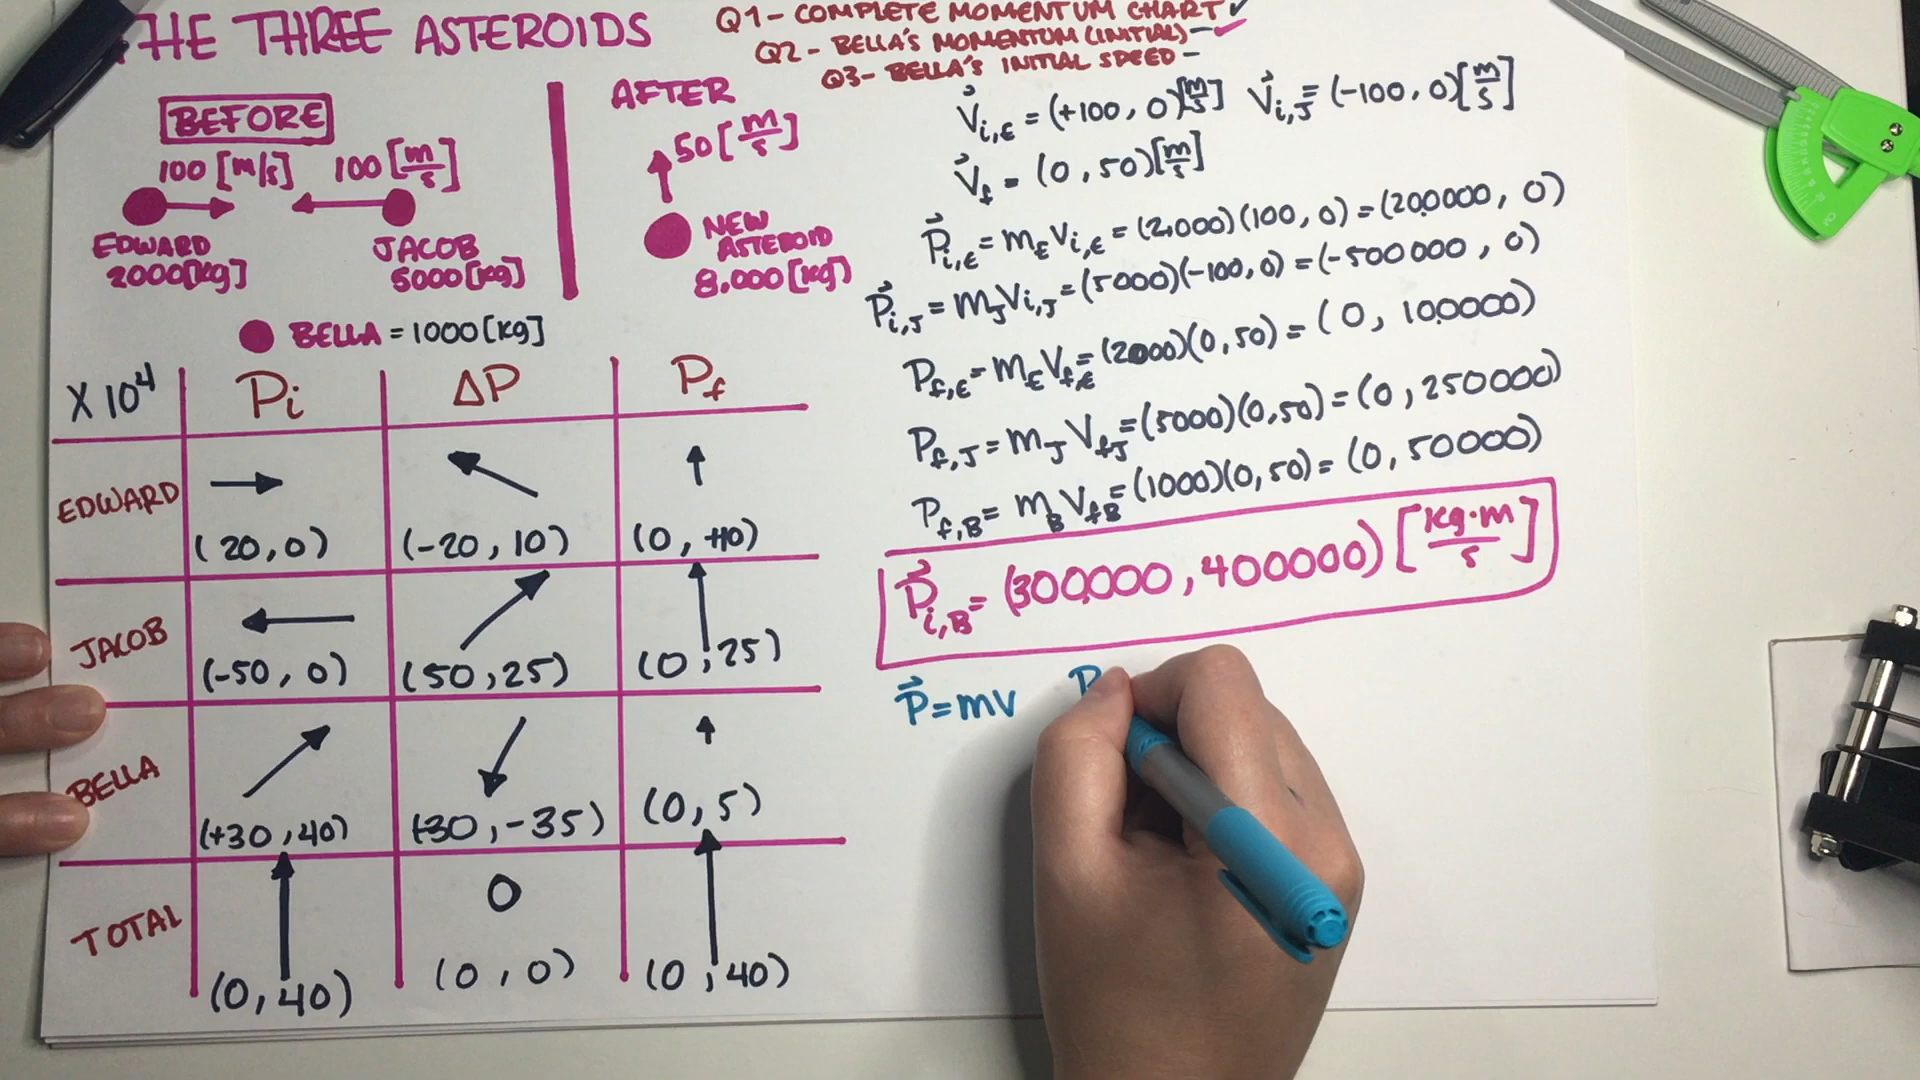 THE THREE ASTEROIDS
Q1- COMPLETE MOMENTUM CHART ✓
Q2- BELLA'S MOMENTUM (INITIAL) -
Q3- BELLA'S INITIAL SPEED -
BEFORE
100 [m/s] 100 [m/s]
EDWARD JACOB
2000[kg] 5000[kg]
BELLA = 1000[kg]
AFTER
50 [m/s]
NEW
ASTEROID
8.000 [kg]
X 10⁴ Pi ΔP Pf
EDWARD (20,0) (-20,10) (0,+10)
JACOB (-50,0) (50,25) (0,25)
BELLA (+30,40) (-30,-35) (0,5)
TOTAL 0
(0,40) (0,0) (0,40)
V⃗i,E = (+100, 0)[m/s] V⃗i,J = (-100, 0)[m/s]
V⃗f = (0, 50)[m/s]
P⃗i,E = mE Vi,E = (2,000)(100, 0) = (200000, 0)
P⃗i,J = mJ Vi,J = (5000)(-100, 0) = (-500000, 0)
Pf,E = mE Vf,E = (2000)(0, 50) = (0, 100000)
Pf,J = mJ VfJ = (5000)(0,50) = (0, 250000)
Pf,B = mB VfB = (1000)(0, 50) = (0, 50000)
P⃗i,B = (300000, 400000) [kg·m/s]
P⃗ = mv P